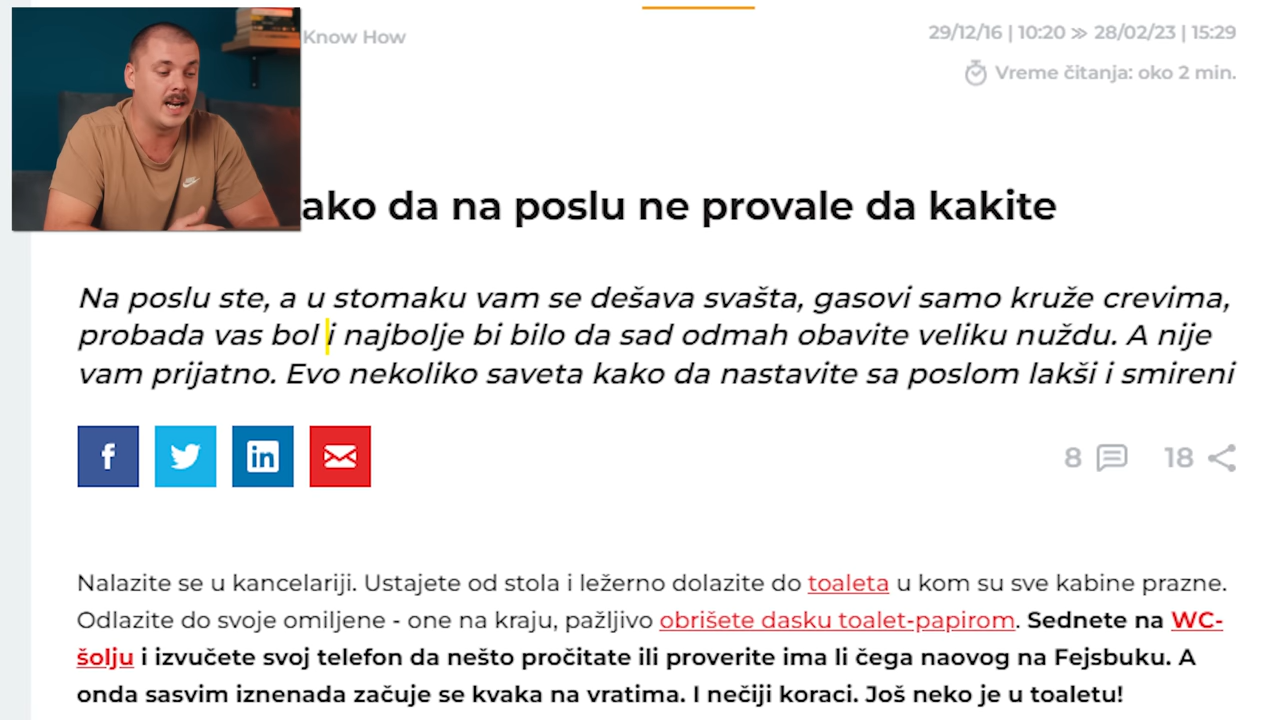 Know How
29/12/16 | 10:20 >> 28/02/23 | 15:29
Vreme čitanja: oko 2 min.
ako da na poslu ne provale da kakite
Na poslu ste, a u stomaku vam se dešava svašta, gasovi samo kruže crevima,
probada vas bol i najbolje bi bilo da sad odmah obavite veliku nuždu. A nije
vam prijatno. Evo nekoliko saveta kako da nastavite sa poslom lakši i smireni
8 18
Nalazite se u kancelariji. Ustajete od stola i ležerno dolazite do toaleta u kom su sve kabine prazne.
Odlazite do svoje omiljene - one na kraju, pažljivo obrišete dasku toalet-papirom. Sednete na WC-
šolju i izvučete svoj telefon da nešto pročitate ili proverite ima li čega naovog na Fejsbuku. A
onda sasvim iznenada začuje se kvaka na vratima. I nečiji koraci. Još neko je u toaletu!